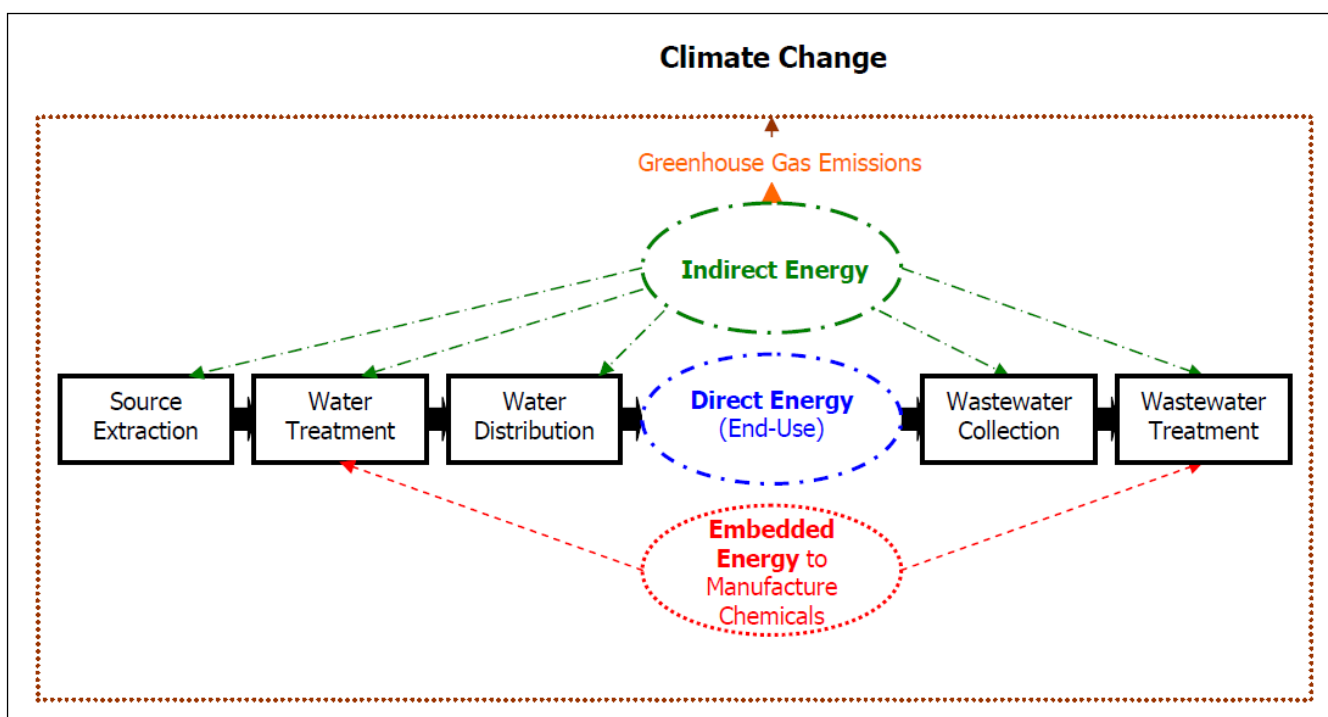 Climate Change
Greenhouse Gas Emissions
Indirect Energy
Source
Extraction
Water
Treatment
Water
Distribution
Direct Energy
(End-Use)
Wastewater
Collection
Wastewater
Treatment
Embedded
Energy to
Manufacture
Chemicals